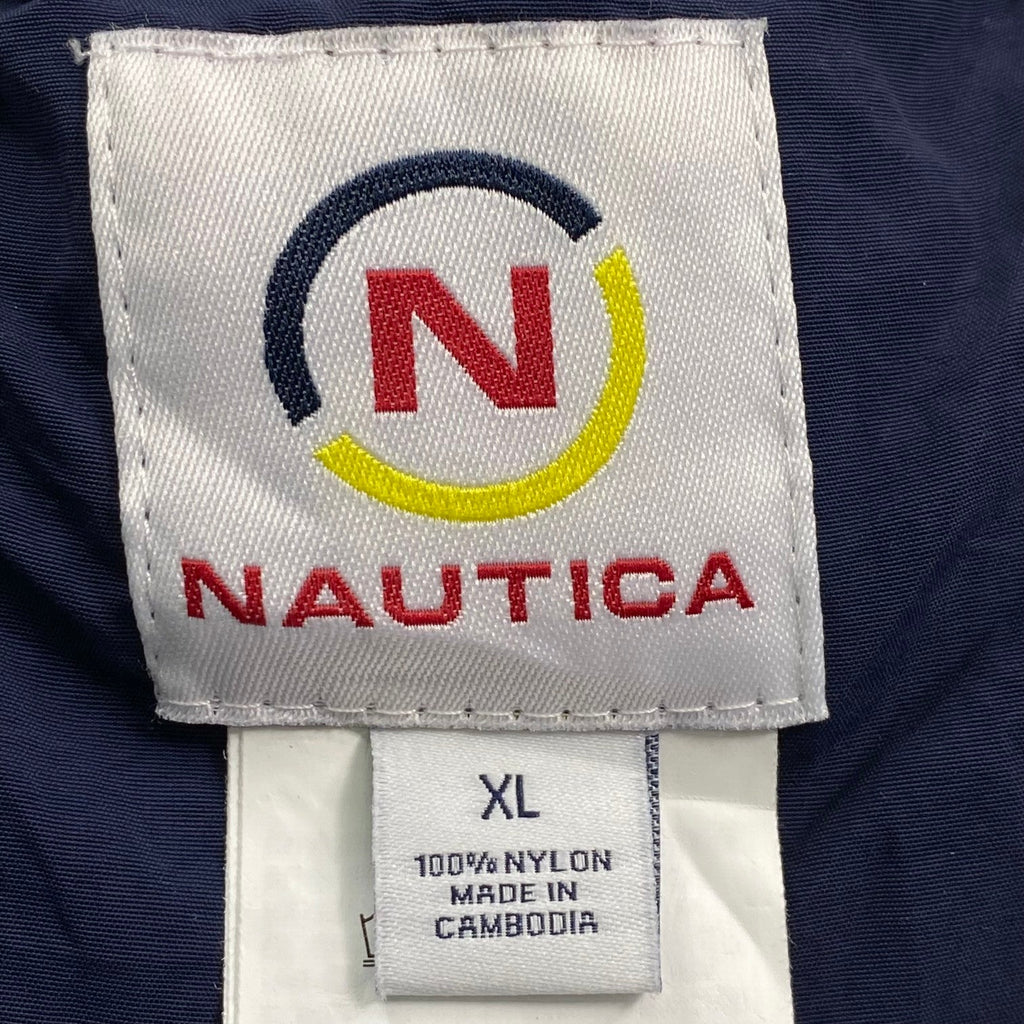 N
NAUTICA
XL
100% NYLON
MADE IN
CAMBODIA